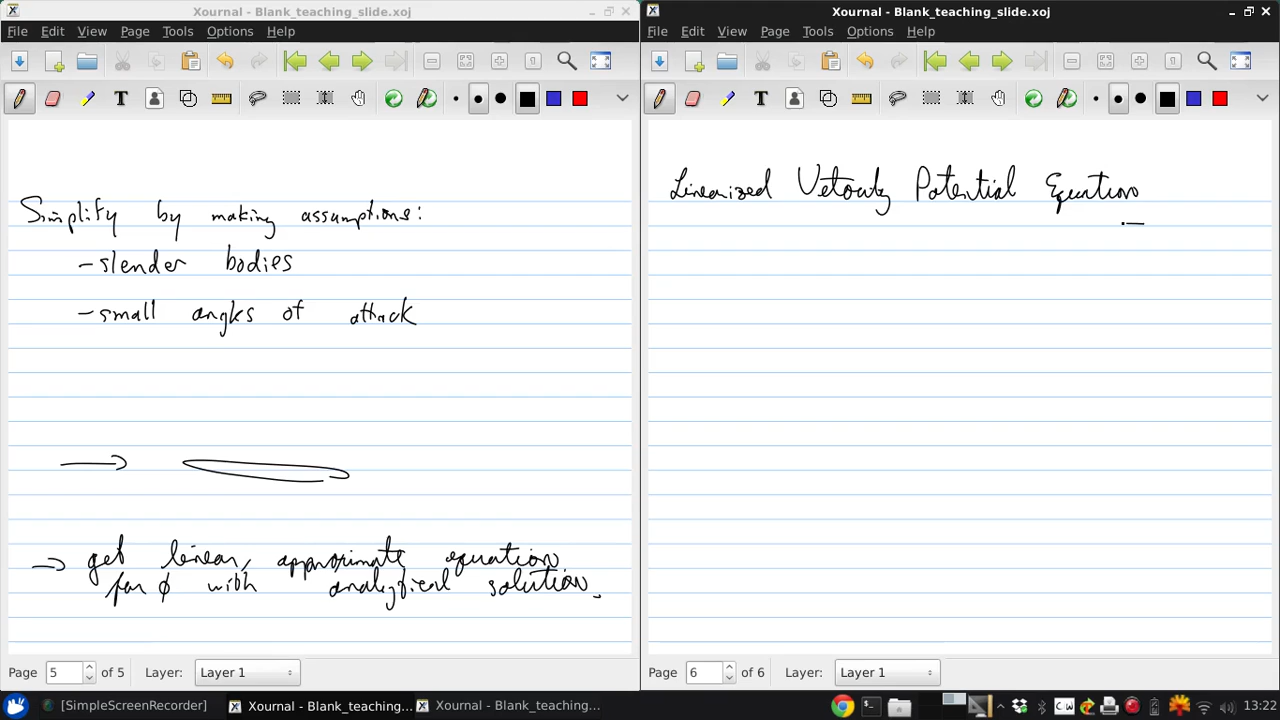 Xournal - Blank_teaching_slide.xoj
File Edit View Page Tools Options Help
Simplify by making assumptions:
- slender bodies
- small angles of attack
⇒ get linear, approximate equation
for ϕ with analytical solution.
Page 5 of 5 Layer: Layer 1
Xournal - Blank_teaching_slide.xoj
File Edit View Page Tools Options Help
Linearized Velocity Potential Equation
Page 6 of 6 Layer: Layer 1
[SimpleScreenRecorder] Xournal - Blank_teaching_slide.... Xournal - Blank_teaching_slide.... 13:22